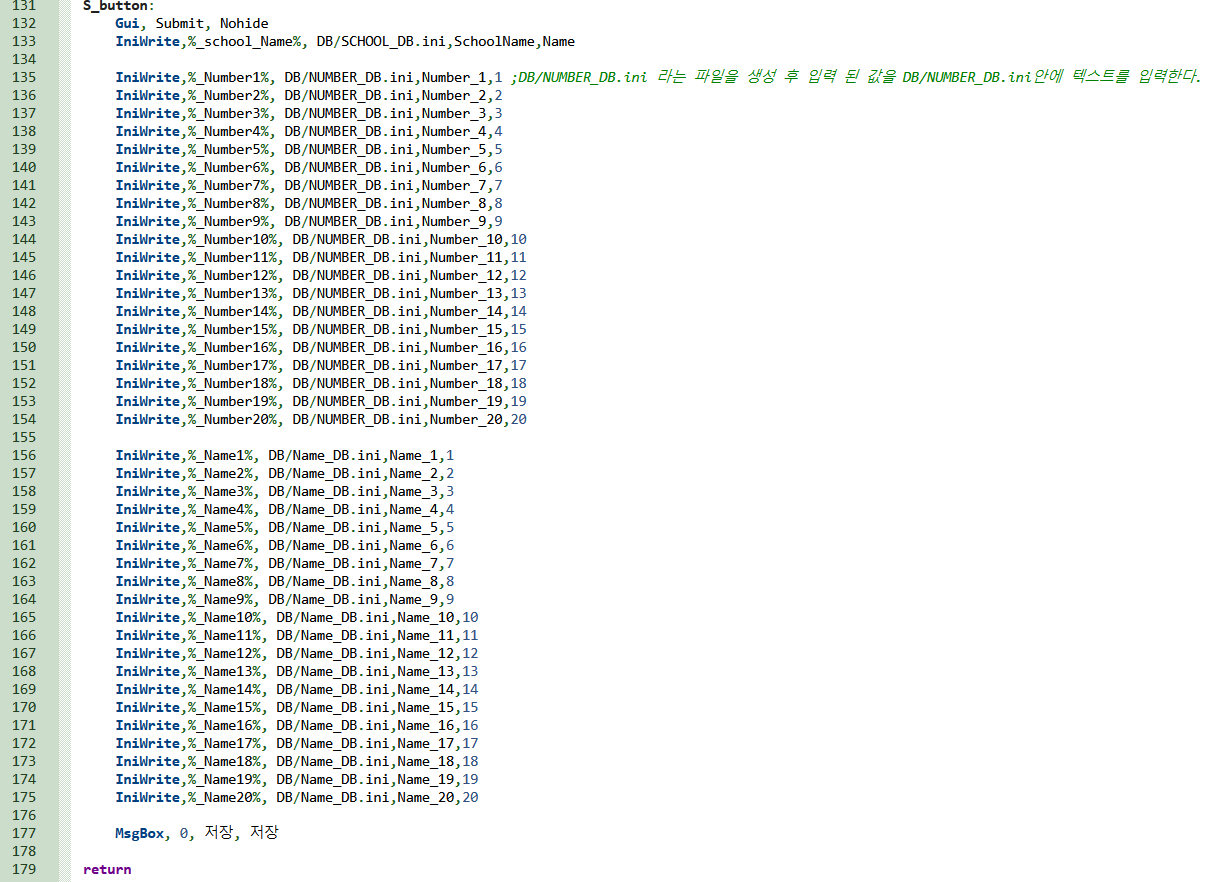 131 S_button:
132 Gui, Submit, Nohide
133 IniWrite,%_school_Name%, DB/SCHOOL_DB.ini,SchoolName,Name
134
135 IniWrite,%_Number1%, DB/NUMBER_DB.ini,Number_1,1 ;DB/NUMBER_DB.ini 라는 파일을 생성 후 입력 된 값을 DB/NUMBER_DB.ini안에 텍스트를 입력한다.
136 IniWrite,%_Number2%, DB/NUMBER_DB.ini,Number_2,2
137 IniWrite,%_Number3%, DB/NUMBER_DB.ini,Number_3,3
138 IniWrite,%_Number4%, DB/NUMBER_DB.ini,Number_4,4
139 IniWrite,%_Number5%, DB/NUMBER_DB.ini,Number_5,5
140 IniWrite,%_Number6%, DB/NUMBER_DB.ini,Number_6,6
141 IniWrite,%_Number7%, DB/NUMBER_DB.ini,Number_7,7
142 IniWrite,%_Number8%, DB/NUMBER_DB.ini,Number_8,8
143 IniWrite,%_Number9%, DB/NUMBER_DB.ini,Number_9,9
144 IniWrite,%_Number10%, DB/NUMBER_DB.ini,Number_10,10
145 IniWrite,%_Number11%, DB/NUMBER_DB.ini,Number_11,11
146 IniWrite,%_Number12%, DB/NUMBER_DB.ini,Number_12,12
147 IniWrite,%_Number13%, DB/NUMBER_DB.ini,Number_13,13
148 IniWrite,%_Number14%, DB/NUMBER_DB.ini,Number_14,14
149 IniWrite,%_Number15%, DB/NUMBER_DB.ini,Number_15,15
150 IniWrite,%_Number16%, DB/NUMBER_DB.ini,Number_16,16
151 IniWrite,%_Number17%, DB/NUMBER_DB.ini,Number_17,17
152 IniWrite,%_Number18%, DB/NUMBER_DB.ini,Number_18,18
153 IniWrite,%_Number19%, DB/NUMBER_DB.ini,Number_19,19
154 IniWrite,%_Number20%, DB/NUMBER_DB.ini,Number_20,20
155
156 IniWrite,%_Name1%, DB/Name_DB.ini,Name_1,1
157 IniWrite,%_Name2%, DB/Name_DB.ini,Name_2,2
158 IniWrite,%_Name3%, DB/Name_DB.ini,Name_3,3
159 IniWrite,%_Name4%, DB/Name_DB.ini,Name_4,4
160 IniWrite,%_Name5%, DB/Name_DB.ini,Name_5,5
161 IniWrite,%_Name6%, DB/Name_DB.ini,Name_6,6
162 IniWrite,%_Name7%, DB/Name_DB.ini,Name_7,7
163 IniWrite,%_Name8%, DB/Name_DB.ini,Name_8,8
164 IniWrite,%_Name9%, DB/Name_DB.ini,Name_9,9
165 IniWrite,%_Name10%, DB/Name_DB.ini,Name_10,10
166 IniWrite,%_Name11%, DB/Name_DB.ini,Name_11,11
167 IniWrite,%_Name12%, DB/Name_DB.ini,Name_12,12
168 IniWrite,%_Name13%, DB/Name_DB.ini,Name_13,13
169 IniWrite,%_Name14%, DB/Name_DB.ini,Name_14,14
170 IniWrite,%_Name15%, DB/Name_DB.ini,Name_15,15
171 IniWrite,%_Name16%, DB/Name_DB.ini,Name_16,16
172 IniWrite,%_Name17%, DB/Name_DB.ini,Name_17,17
173 IniWrite,%_Name18%, DB/Name_DB.ini,Name_18,18
174 IniWrite,%_Name19%, DB/Name_DB.ini,Name_19,19
175 IniWrite,%_Name20%, DB/Name_DB.ini,Name_20,20
176
177 MsgBox, 0, 저장, 저장
178
179 return